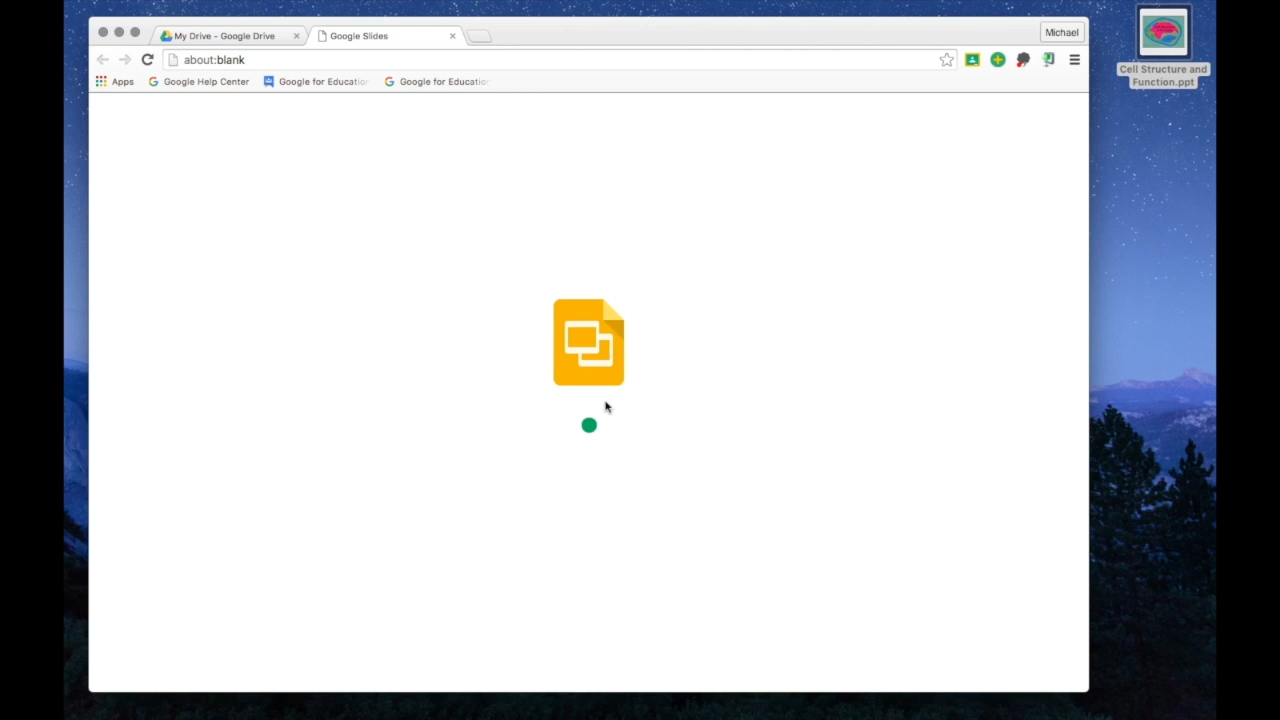 My Drive - Google Drive
Google Slides
Michael
about:blank
Apps
Google Help Center
Google for Educatio
Google for Educatio
Cell Structure and
Function.ppt